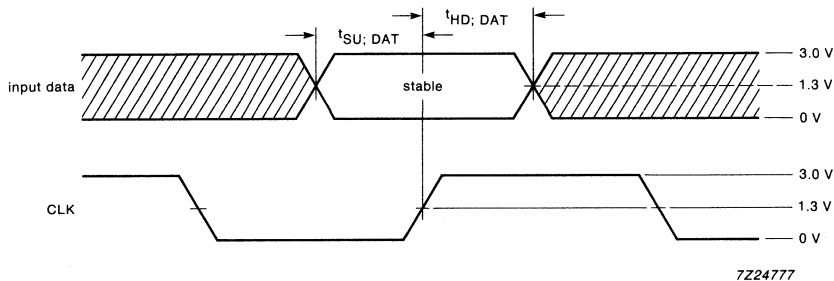 tHD; DAT
tSU; DAT
input data
stable
3.0 V
1.3 V
0 V
CLK
3.0 V
1.3 V
0 V
7Z24777